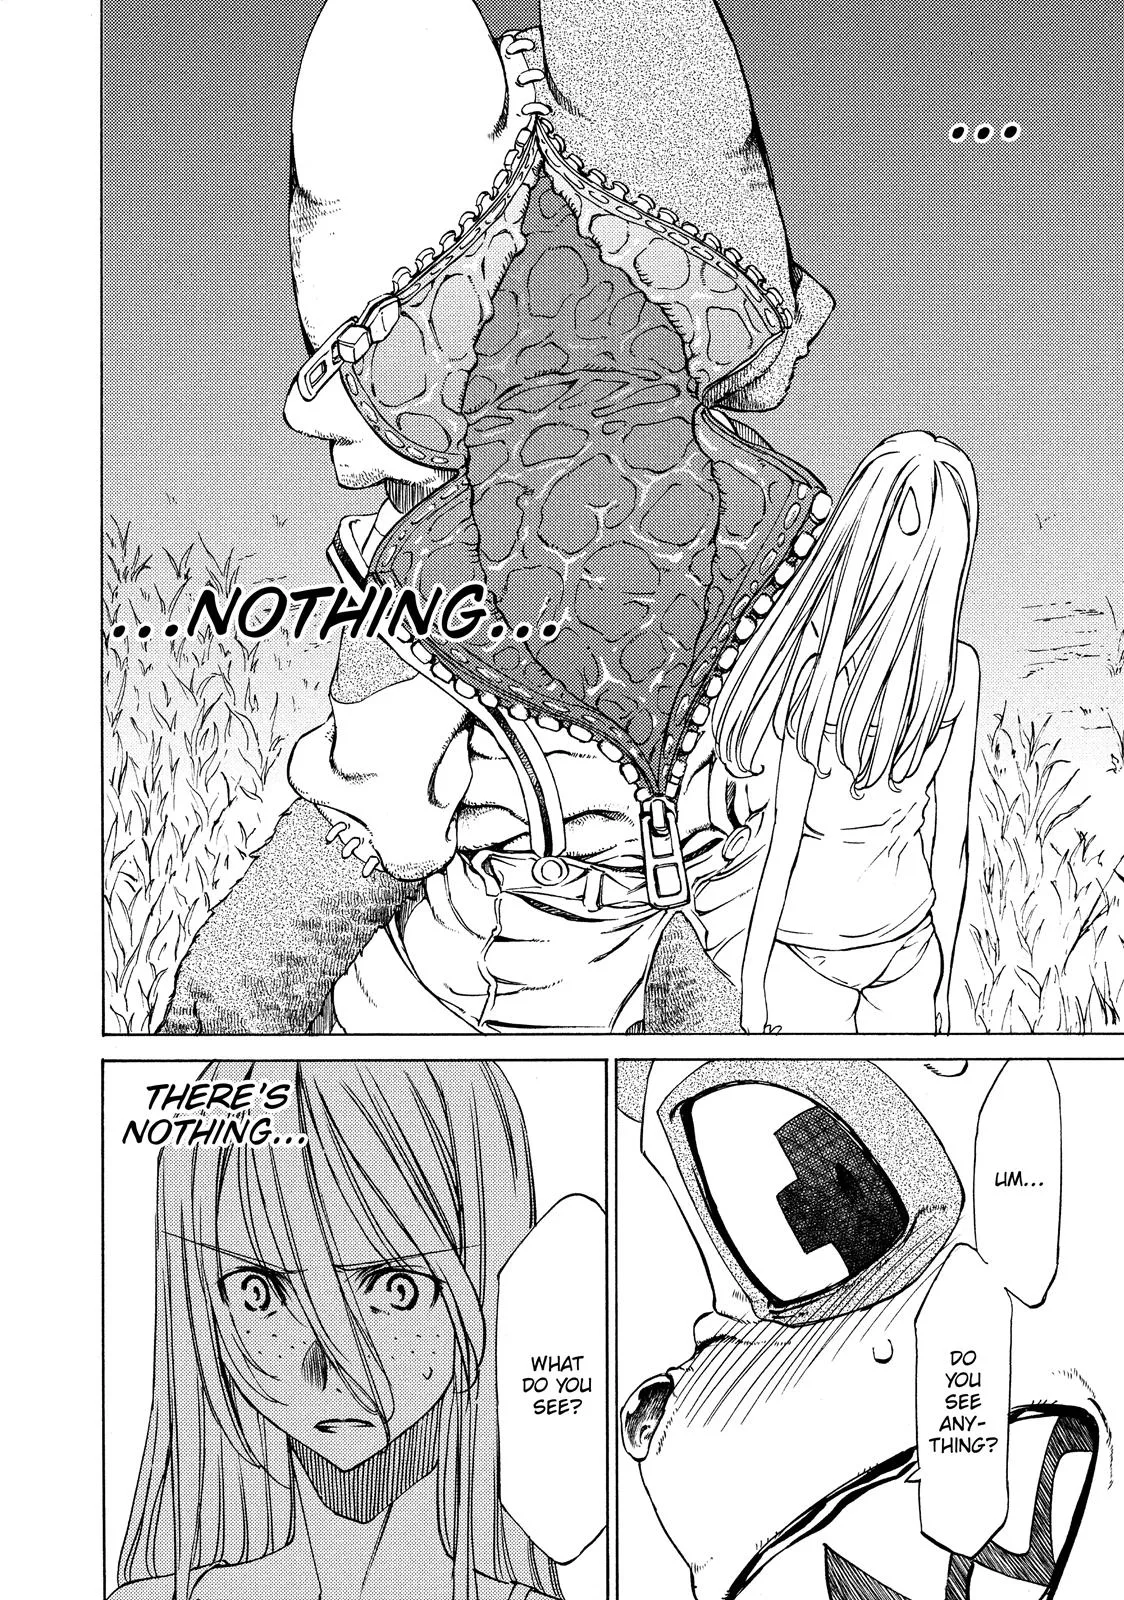 ...
...NOTHING...
UM...
DO
YOU
SEE
ANY-
THING?
THERE'S
NOTHING...
WHAT
DO YOU
SEE?